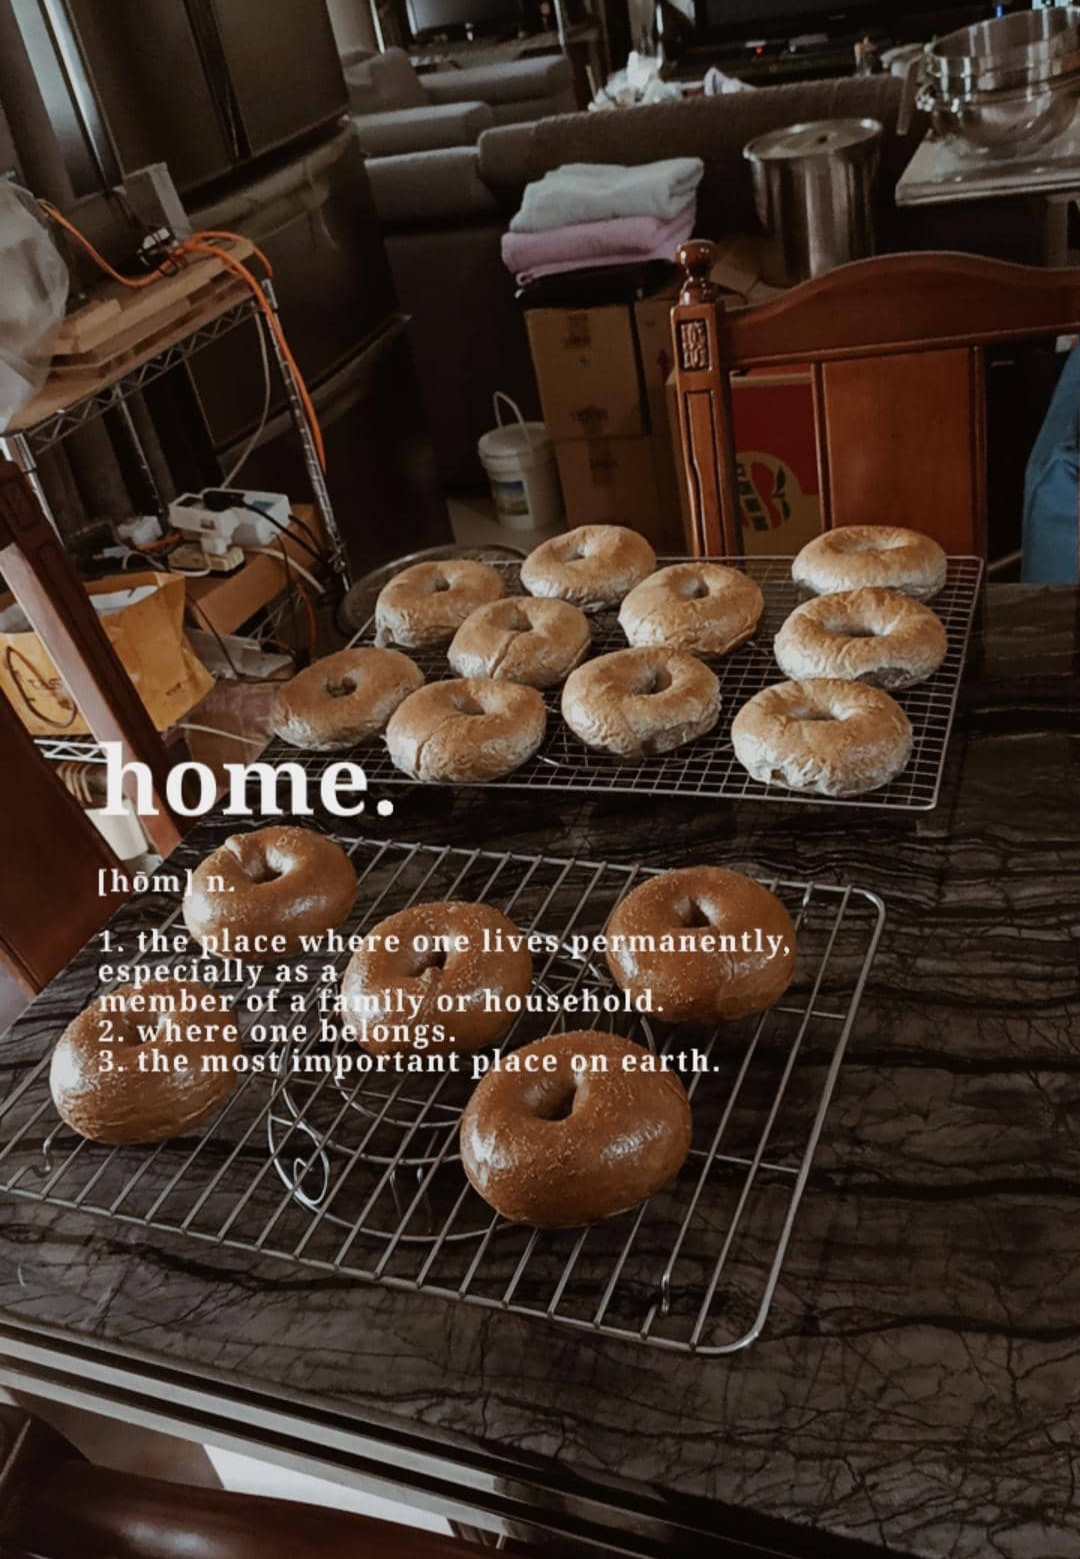 home.
[hōm] n.
1. the place where one lives permanently,
especially as a
member of a family or household.
2. where one belongs.
3. the most important place on earth.